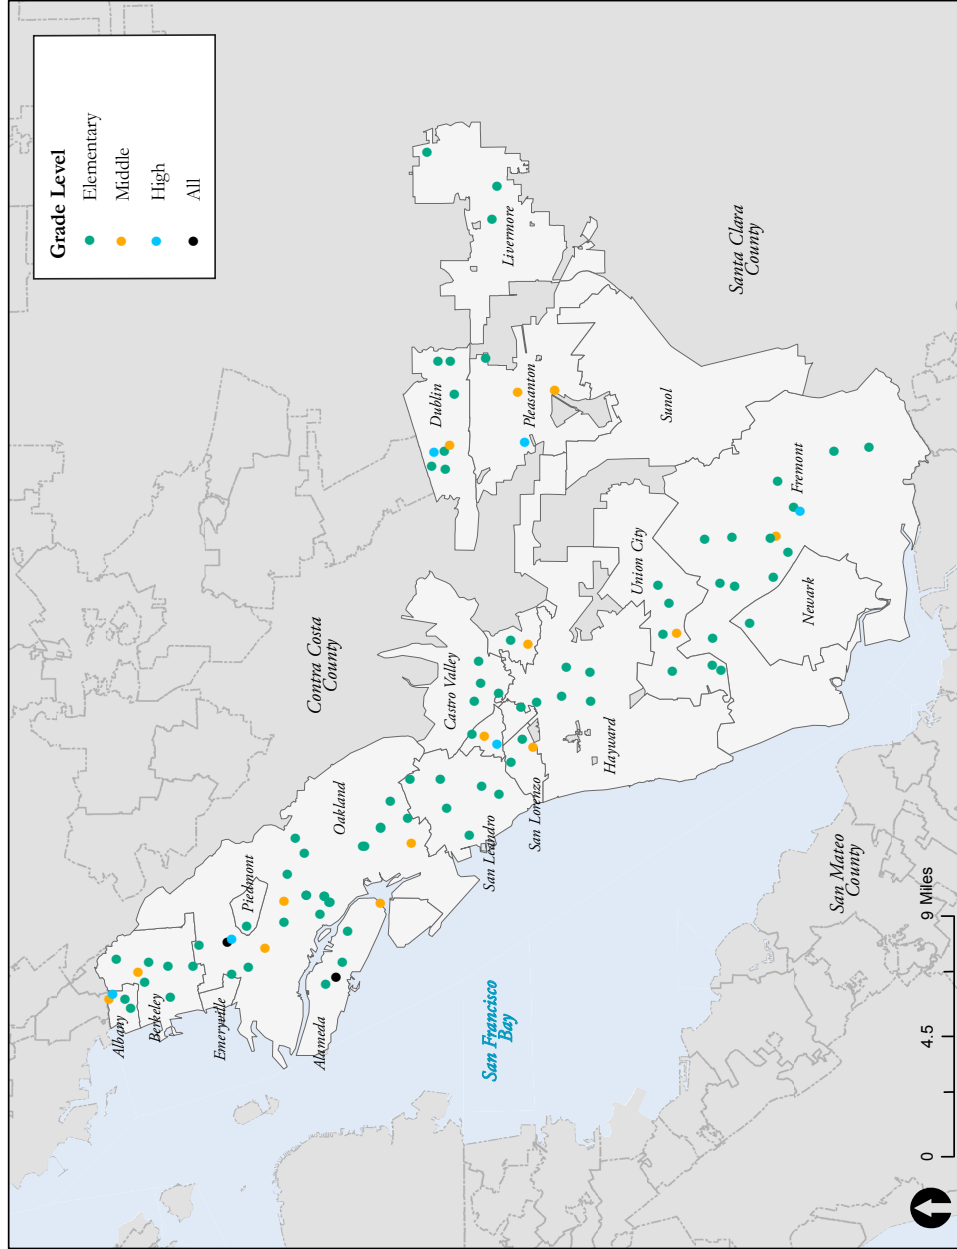 Grade Level
Elementary
Middle
High
All
Albany
Berkeley
Emeryville
Piedmont
Oakland
Alameda
San Leandro
San Lorenzo
Castro Valley
Hayward
Union City
Newark
Fremont
Sunol
Pleasanton
Dublin
Livermore
Contra Costa
County
Santa Clara
County
San Mateo
County
San Francisco
Bay
0
4.5
9 Miles